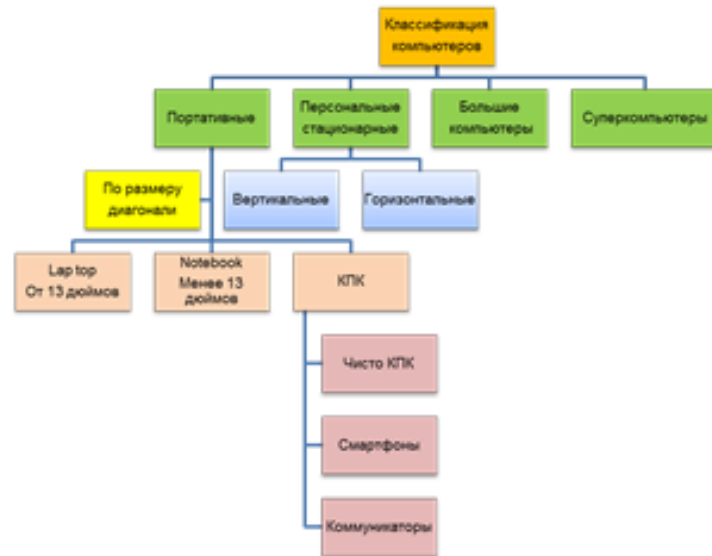 Классификация
компьютеров
Портативные
Персональные
стационарные
Большие
компьютеры
Суперкомпьютеры
По размеру
диагонали
Вертикальные
Горизонтальные
Lap top
От 13 дюймов
Notebook
Менее 13
дюймов
КПК
Чисто КПК
Смартфоны
Коммуникаторы